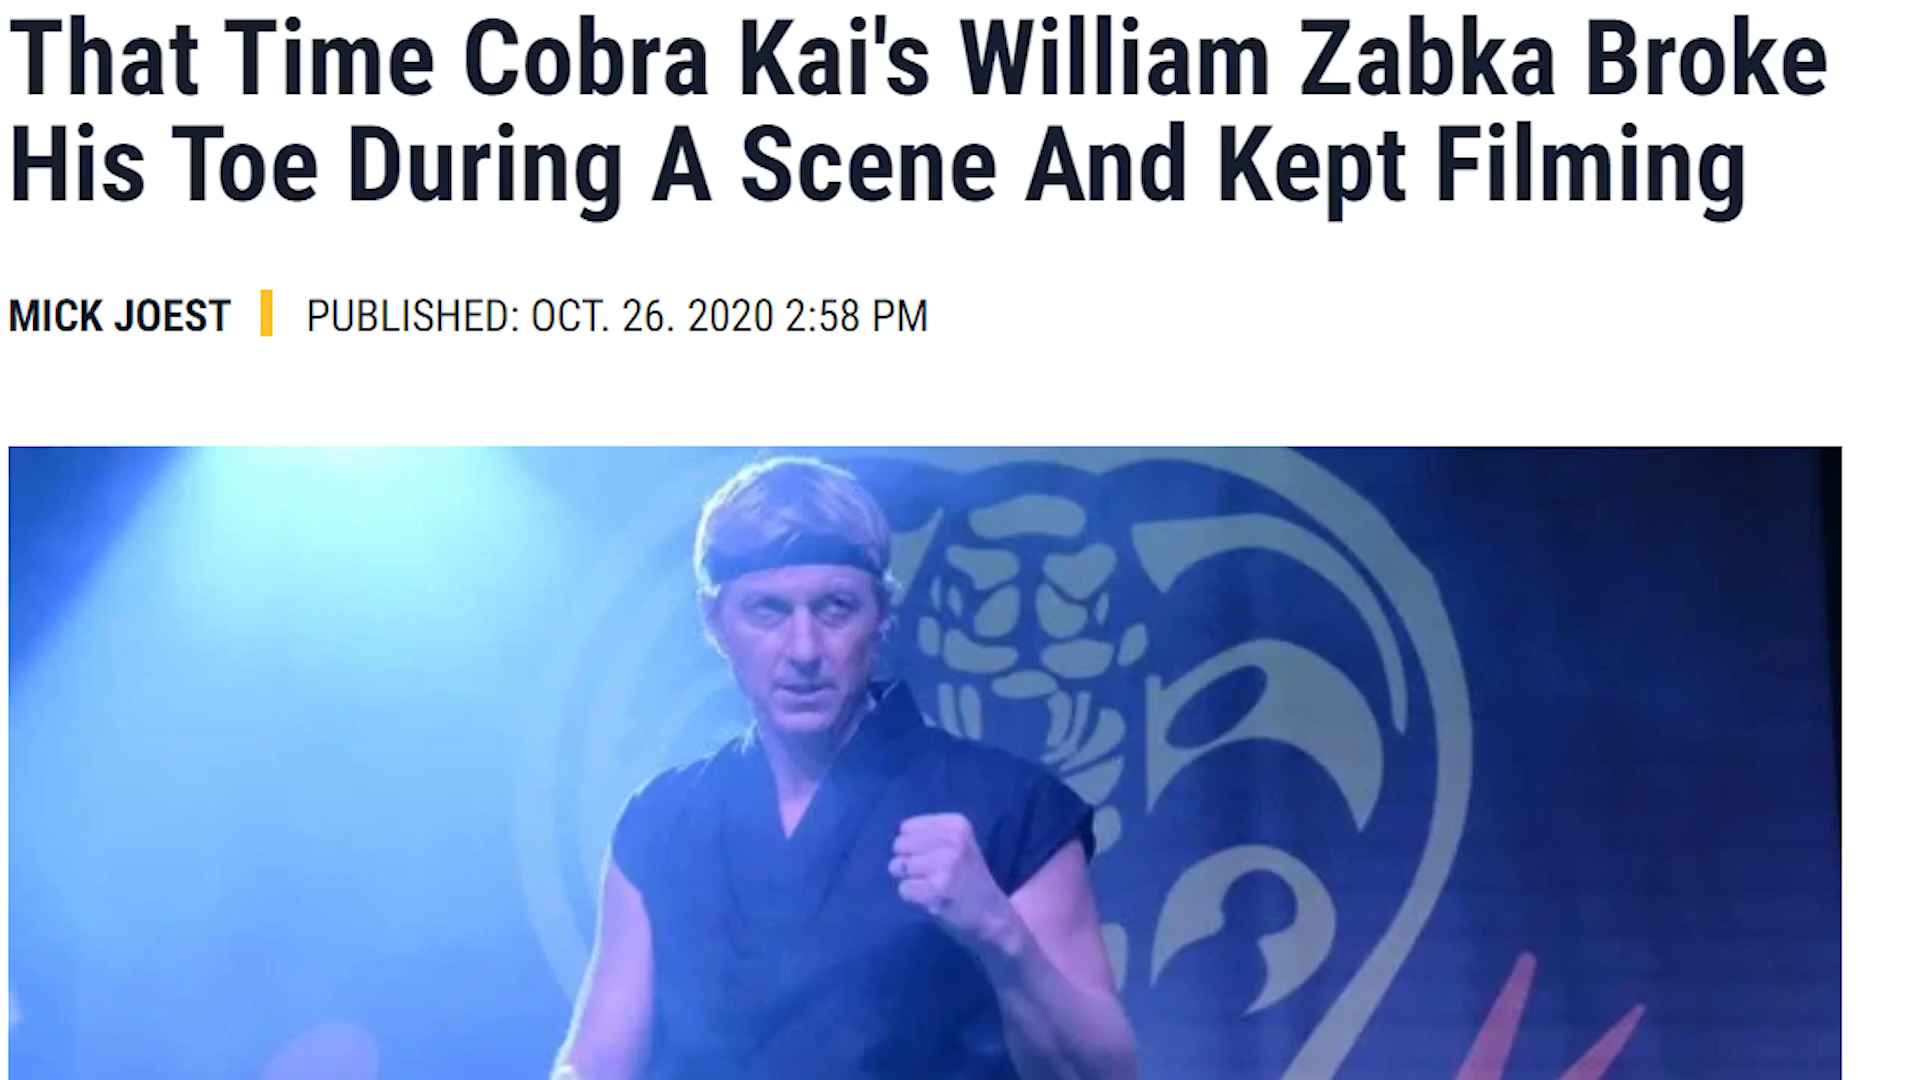 That Time Cobra Kai's William Zabka Broke
His Toe During A Scene And Kept Filming
MICK JOEST PUBLISHED: OCT. 26. 2020 2:58 PM